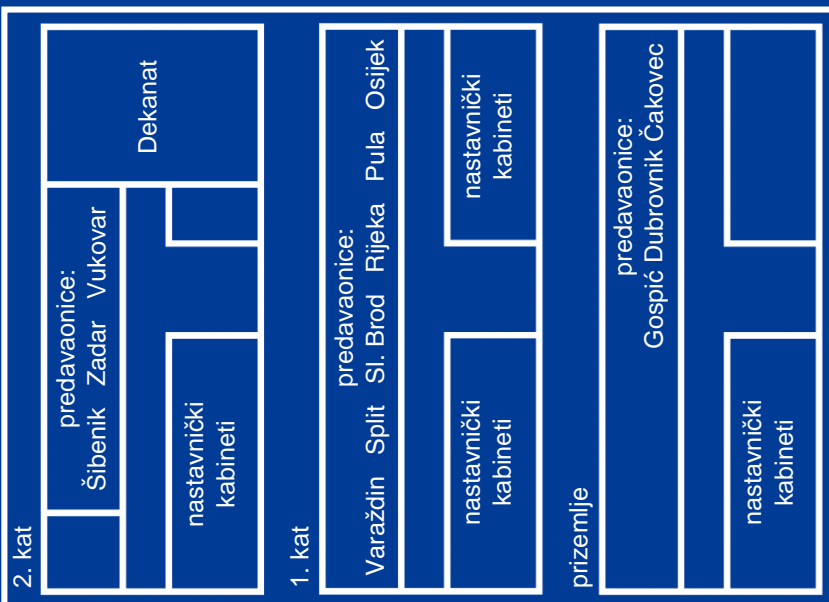 2. kat
predavaonice:
Šibenik Zadar Vukovar
Dekanat
nastavnički
kabineti
1. kat
predavaonice:
Varaždin Split Sl. Brod Rijeka Pula Osijek
nastavnički
kabineti
nastavnički
kabineti
prizemlje
predavaonice:
Gospić Dubrovnik Čakovec
nastavnički
kabineti